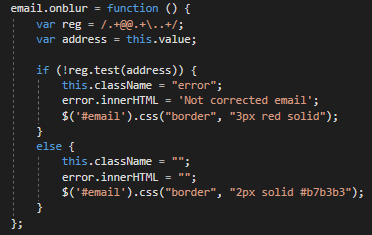 email.onblur = function () {
    var reg = /.+@@.+\..+/;
    var address = this.value;

    if (!reg.test(address)) {
        this.className = "error";
        error.innerHTML = 'Not corrected email';
        $('#email').css("border", "3px red solid");
    }
    else {
        this.className = "";
        error.innerHTML = "";
        $('#email').css("border", "2px solid #b7b3b3");
    }
};